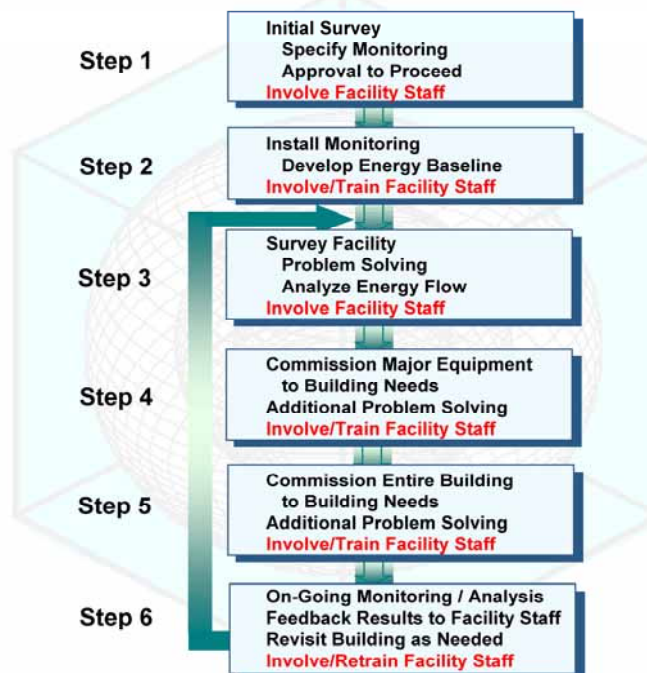 Step 1
Initial Survey
Specify Monitoring
Approval to Proceed
Involve Facility Staff
Step 2
Install Monitoring
Develop Energy Baseline
Involve/Train Facility Staff
Step 3
Survey Facility
Problem Solving
Analyze Energy Flow
Involve Facility Staff
Step 4
Commission Major Equipment
to Building Needs
Additional Problem Solving
Involve/Train Facility Staff
Step 5
Commission Entire Building
to Building Needs
Additional Problem Solving
Involve/Train Facility Staff
Step 6
On-Going Monitoring / Analysis
Feedback Results to Facility Staff
Revisit Building as Needed
Involve/Retrain Facility Staff